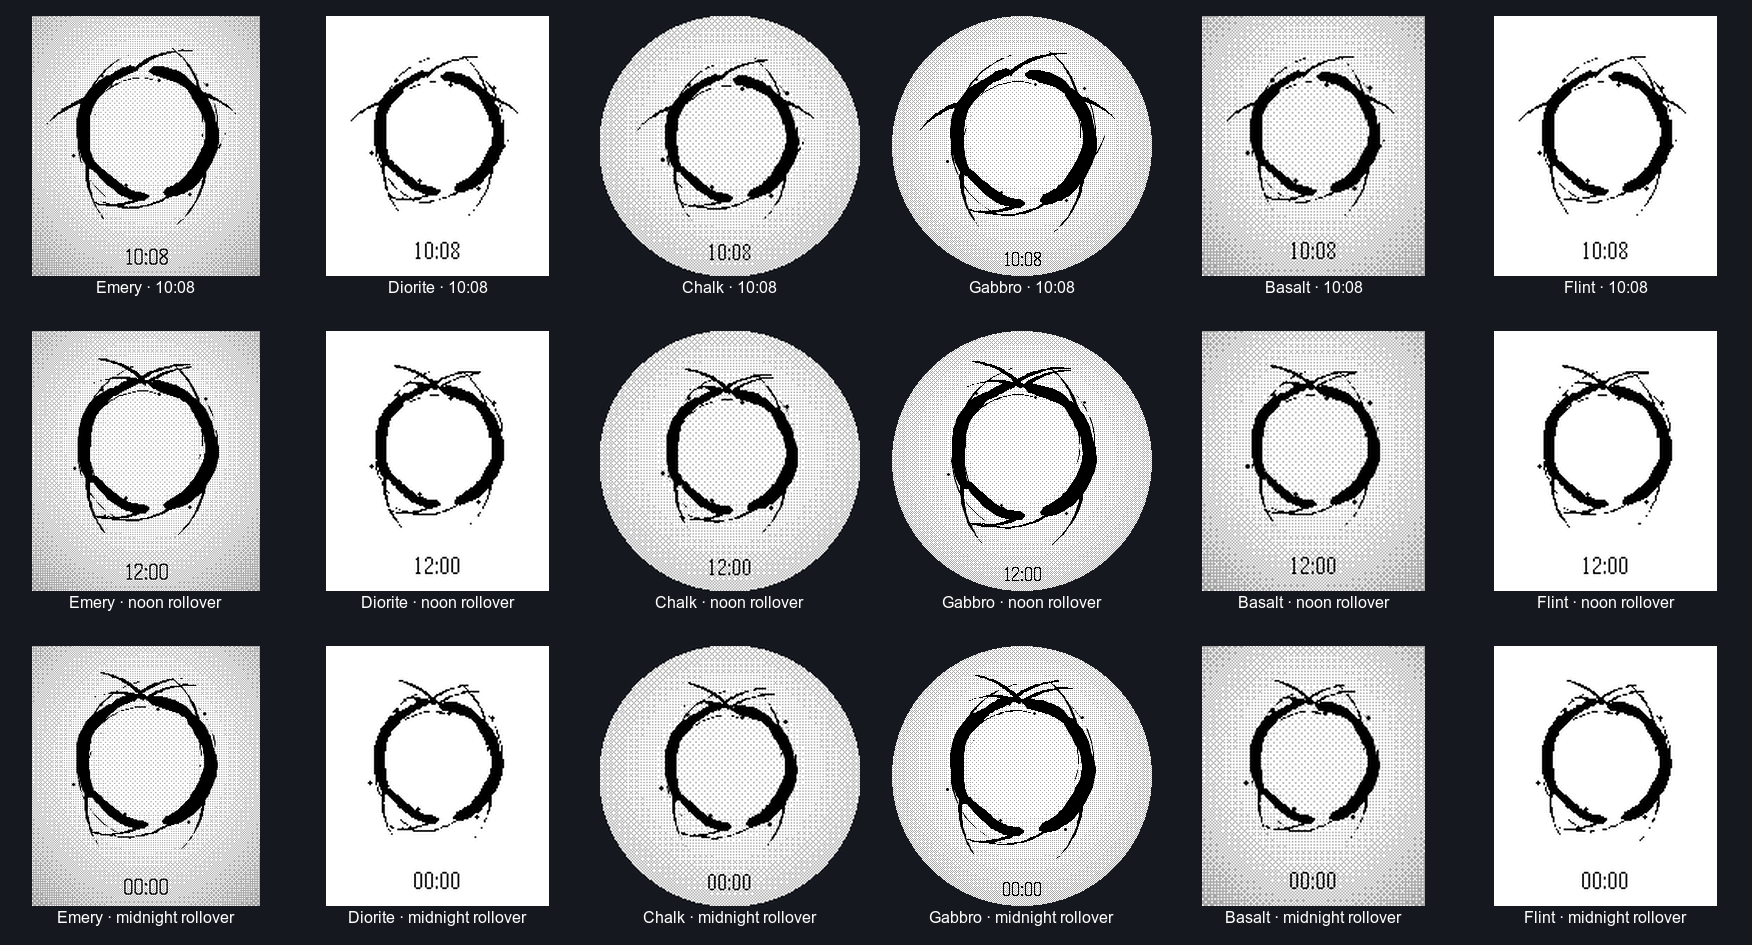 10:08 10:08 10:08 10:08 10:08 10:08
Emery · 10:08 Diorite · 10:08 Chalk · 10:08 Gabbro · 10:08 Basalt · 10:08 Flint · 10:08
12:00 12:00 12:00 12:00 12:00 12:00
Emery · noon rollover Diorite · noon rollover Chalk · noon rollover Gabbro · noon rollover Basalt · noon rollover Flint · noon rollover
00:00 00:00 00:00 00:00 00:00 00:00
Emery · midnight rollover Diorite · midnight rollover Chalk · midnight rollover Gabbro · midnight rollover Basalt · midnight rollover Flint · midnight rollover